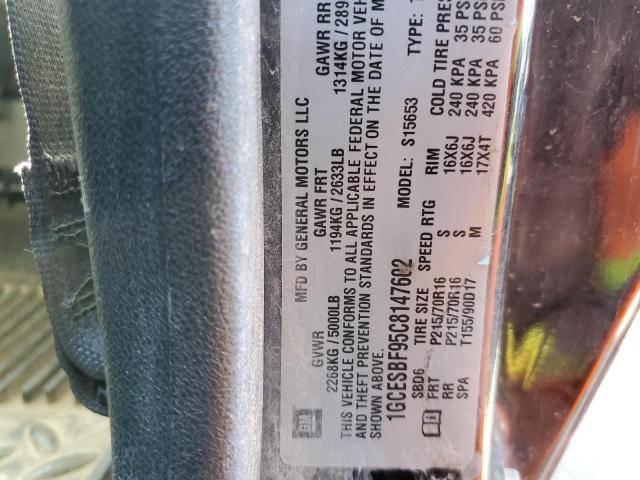 MFD BY GENERAL MOTORS LLC
GVWR GAWR FRT GAWR RR
2268KG / 5000LB 1194KG / 2633LB 1314KG / 289
THIS VEHICLE CONFORMS TO ALL APPLICABLE FEDERAL MOTOR VEH
AND THEFT PREVENTION STANDARDS IN EFFECT ON THE DATE OF M
SHOWN ABOVE.
1GCESBF95C8147602 MODEL: S15653 TYPE: T
SBD6 TIRE SIZE SPEED RTG RIM COLD TIRE PRES
FRT P215/70R16 S 16X6J 240 KPA 35 PSI
RR P215/70R16 S 16X6J 240 KPA 35 PSI
SPA T155/90D17 M 17X4T 420 KPA 60 PSI